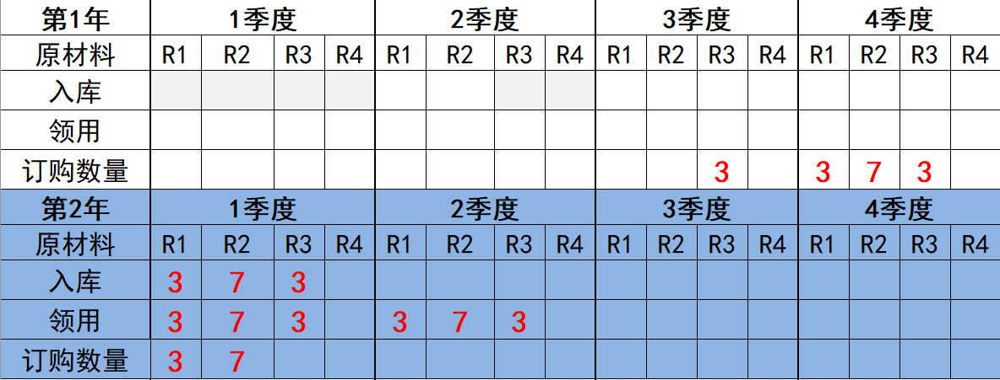 第1年 1季度 2季度 3季度 4季度
原材料 R1 R2 R3 R4 R1 R2 R3 R4 R1 R2 R3 R4 R1 R2 R3 R4
入库
领用
订购数量 3 3 7 3
第2年 1季度 2季度 3季度 4季度
原材料 R1 R2 R3 R4 R1 R2 R3 R4 R1 R2 R3 R4 R1 R2 R3 R4
入库 3 7 3
领用 3 7 3 3 7 3
订购数量 3 7